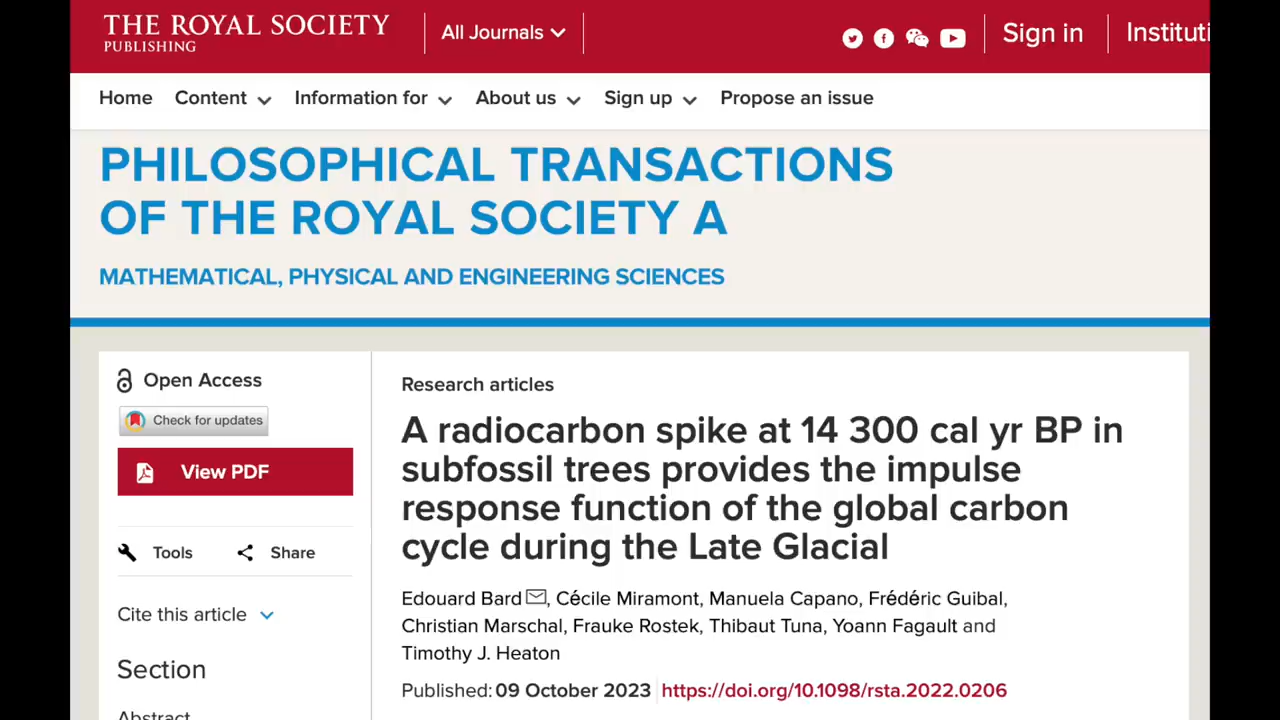 THE ROYAL SOCIETY
PUBLISHING
All Journals
Sign in
Instituti
Home
Content
Information for
About us
Sign up
Propose an issue
PHILOSOPHICAL TRANSACTIONS
OF THE ROYAL SOCIETY A
MATHEMATICAL, PHYSICAL AND ENGINEERING SCIENCES
Open Access
Check for updates
View PDF
Tools
Share
Cite this article
Section
Abstract
Research articles
A radiocarbon spike at 14 300 cal yr BP in
subfossil trees provides the impulse
response function of the global carbon
cycle during the Late Glacial
Edouard Bard, Cécile Miramont, Manuela Capano, Frédéric Guibal,
Christian Marschal, Frauke Rostek, Thibaut Tuna, Yoann Fagault and
Timothy J. Heaton
Published: 09 October 2023 https://doi.org/10.1098/rsta.2022.0206